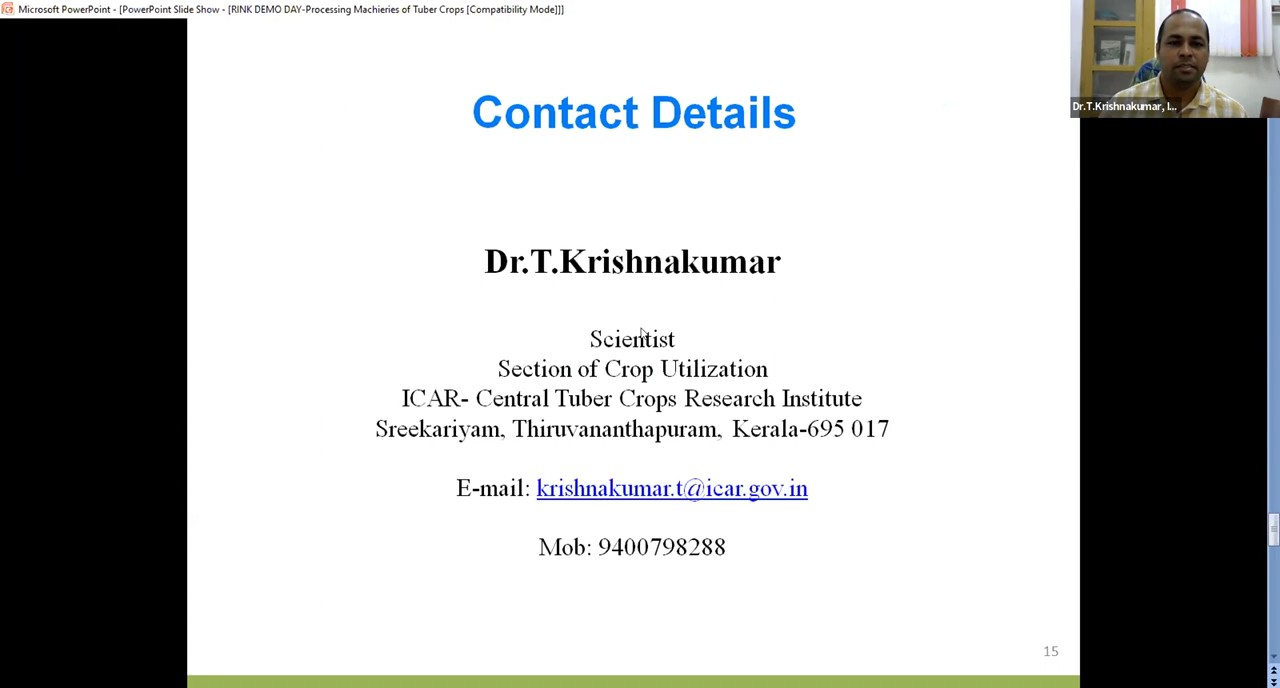 Microsoft PowerPoint - [PowerPoint Slide Show - [RINK DEMO DAY-Processing Machieries of Tuber Crops [Compatibility Mode]]]
Dr.T.Krishnakumar, I...
Contact Details
Dr.T.Krishnakumar
Scientist
Section of Crop Utilization
ICAR- Central Tuber Crops Research Institute
Sreekariyam, Thiruvananthapuram, Kerala-695 017
E-mail: krishnakumar.t@icar.gov.in
Mob: 9400798288
15